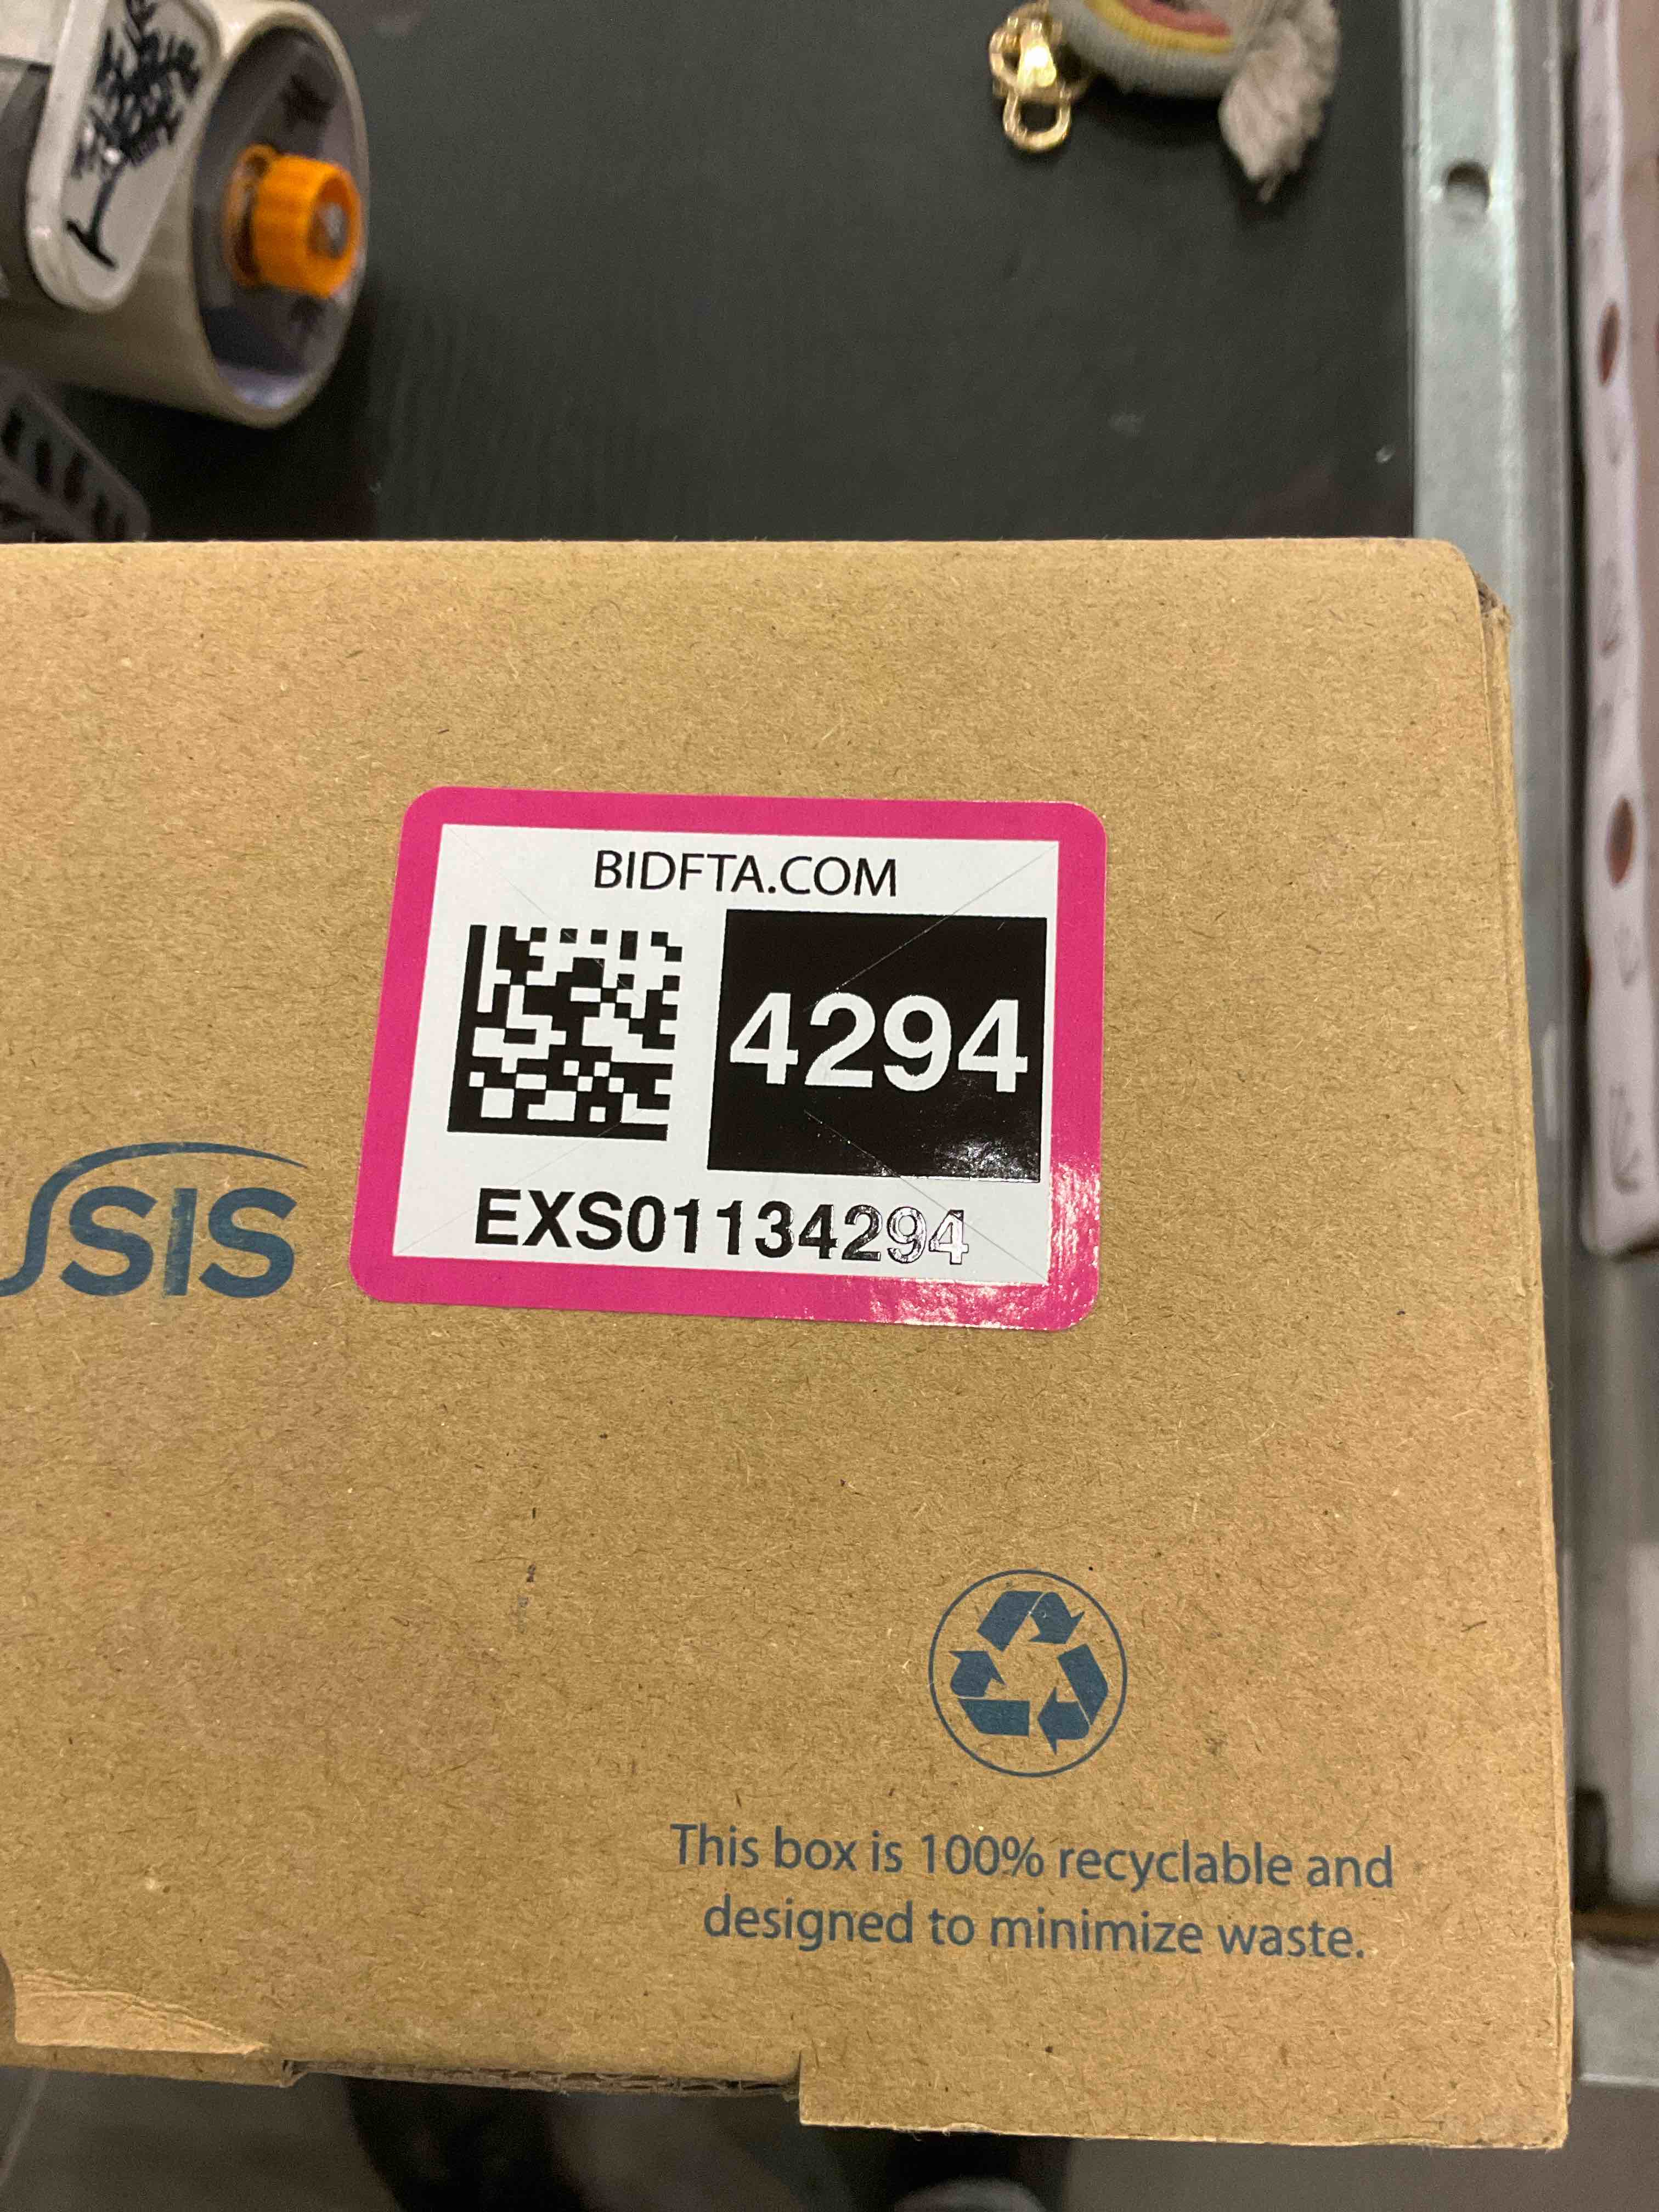 BIDFTA.COM
4294
EXS01134294
SIS
This box is 100% recyclable and
designed to minimize waste.